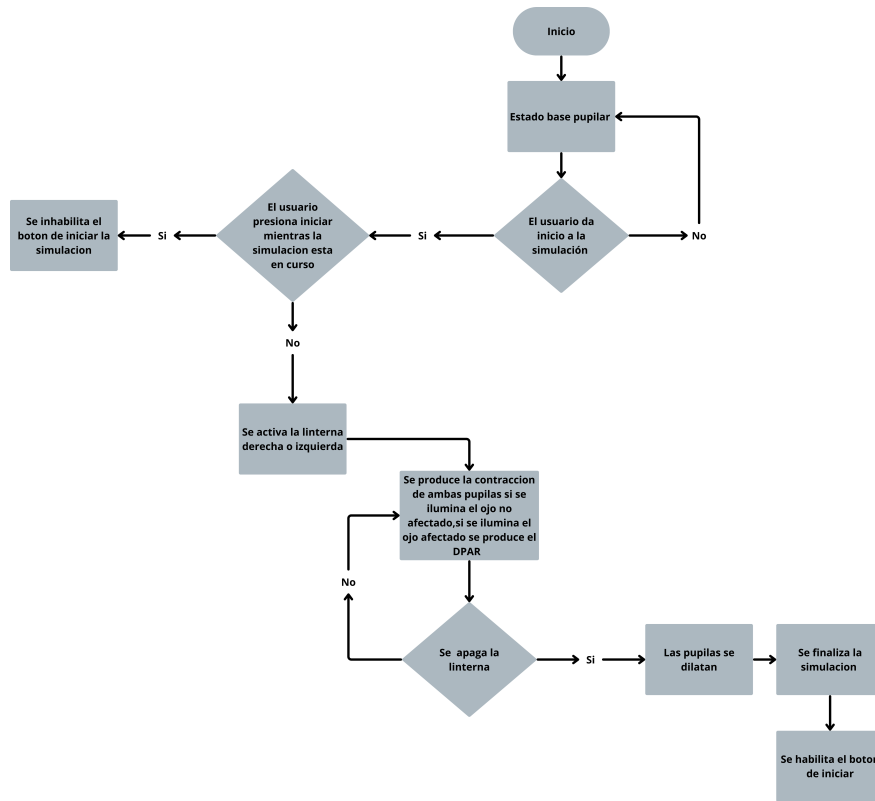 Inicio
Estado base pupilar
El usuario da
inicio a la
simulación
No
Si
El usuario
presiona iniciar
mientras la
simulacion esta
en curso
Si
Se inhabilita el
boton de iniciar la
simulacion
No
Se activa la linterna
derecha o izquierda
Se produce la contraccion
de ambas pupilas si se
ilumina el ojo no
afectado,si se ilumina el
ojo afectado se produce el
DPAR
No
Se apaga la
linterna
Si
Las pupilas se
dilatan
Se finaliza la
simulacion
Se habilita el boton
de iniciar